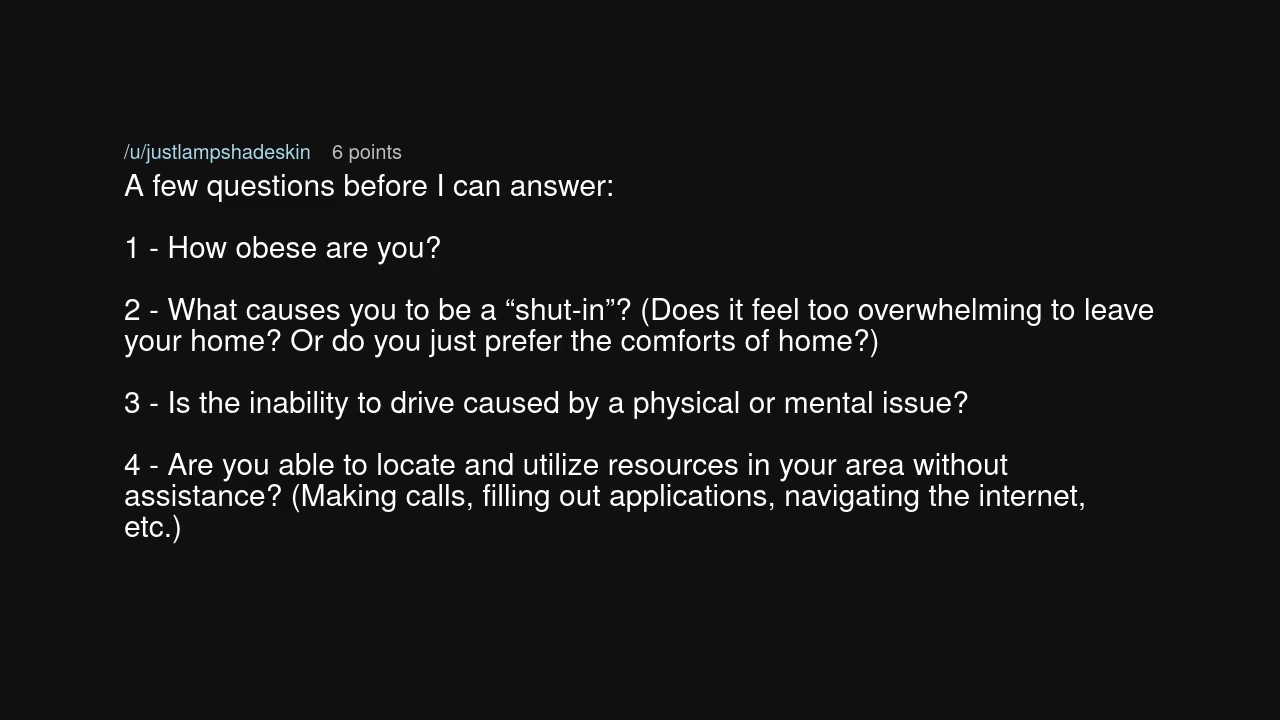 /u/justlampshadeskin 6 points
A few questions before I can answer:
1 - How obese are you?
2 - What causes you to be a “shut-in”? (Does it feel too overwhelming to leave
your home? Or do you just prefer the comforts of home?)
3 - Is the inability to drive caused by a physical or mental issue?
4 - Are you able to locate and utilize resources in your area without
assistance? (Making calls, filling out applications, navigating the internet,
etc.)